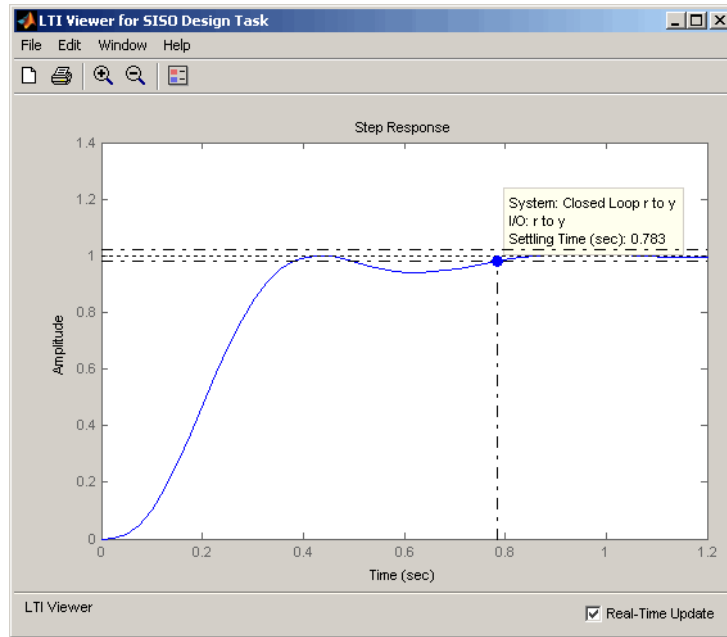 LTI Viewer for SISO Design Task
File Edit Window Help
Step Response
System: Closed Loop r to y
I/O: r to y
Settling Time (sec): 0.783
Amplitude
1.4
1.2
1
0.8
0.6
0.4
0.2
0
0 0.2 0.4 0.6 0.8 1 1.2
Time (sec)
LTI Viewer
Real-Time Update